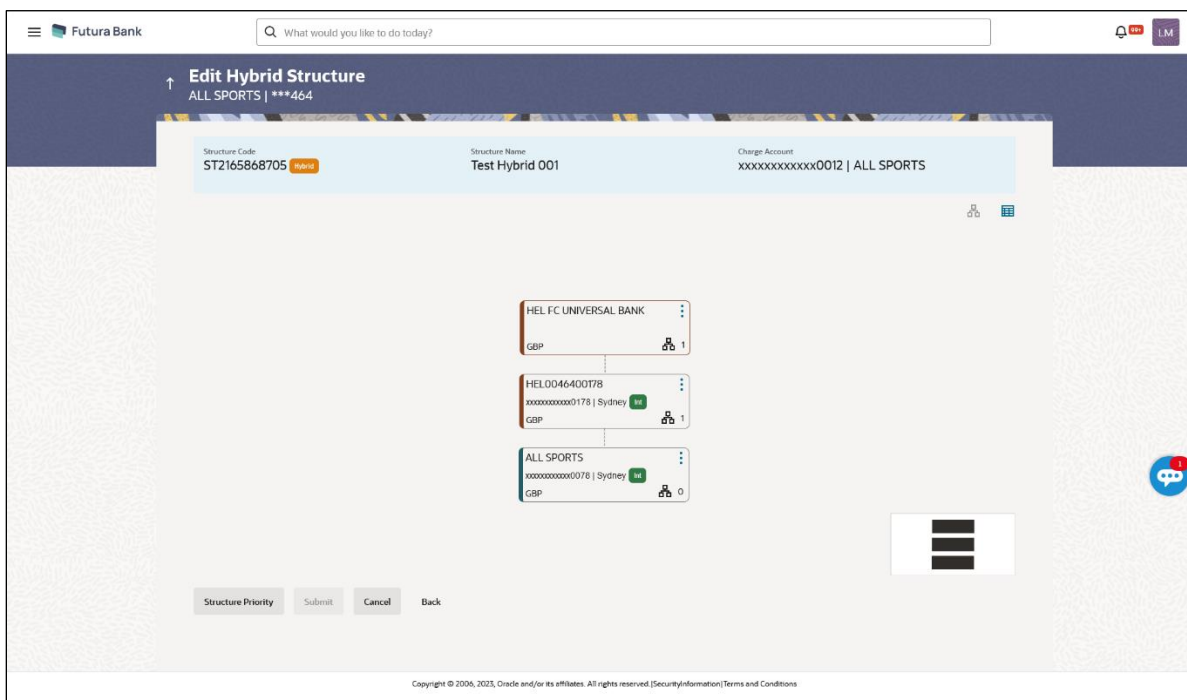 Futura Bank
What would you like to do today?
99+
LM
Edit Hybrid Structure
ALL SPORTS | ***464
Structure Code
ST2165868705 Hybrid
Structure Name
Test Hybrid 001
Charge Account
xxxxxxxxxxxx0012 | ALL SPORTS
HEL FC UNIVERSAL BANK
GBP
1
HEL0046400178
xxxxxxxxxxx0178 | Sydney Int
GBP
1
ALL SPORTS
xxxxxxxxxxxx0078 | Sydney Int
GBP
0
1
Structure Priority
Submit
Cancel
Back
Copyright © 2006, 2023, Oracle and/or its affiliates. All rights reserved.|SecurityInformation|Terms and Conditions